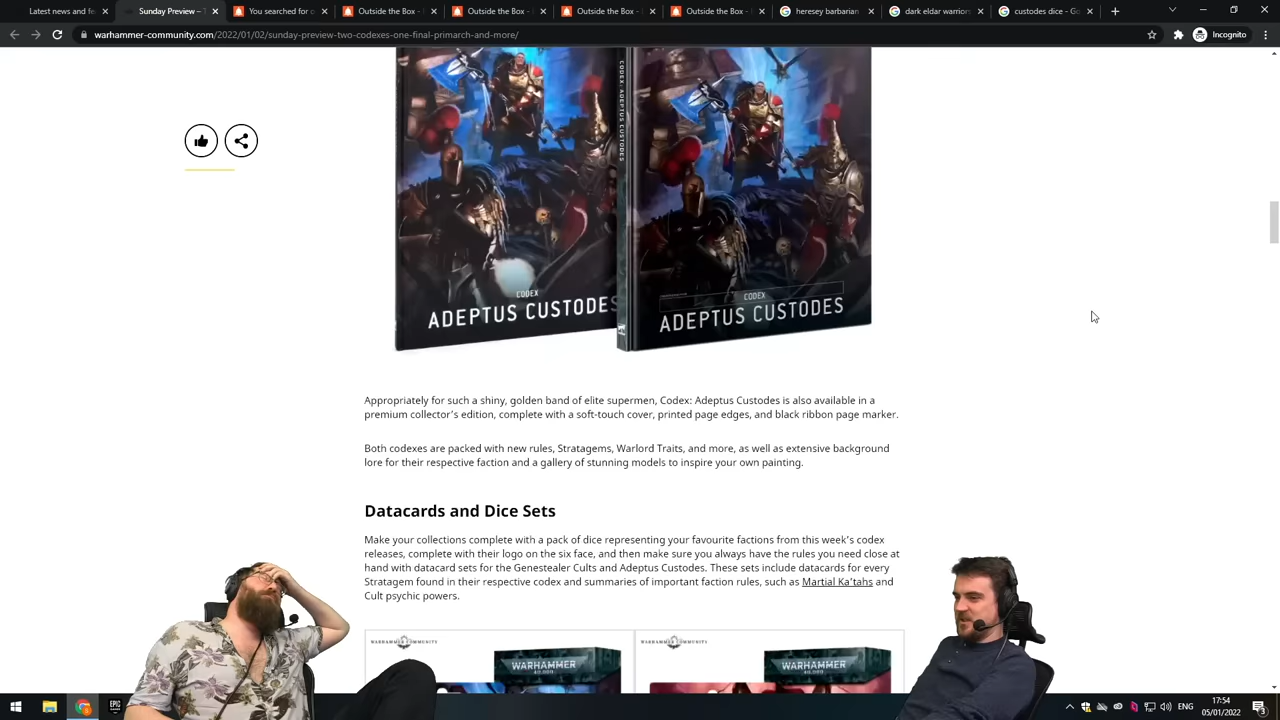 Latest news and fe
Sunday Preview – T
You searched for c
Outside the Box –
Outside the Box –
Outside the Box –
Outside the Box – S
heresey barbarian
dark eldar warriors
custodes dice - Go
warhammer-community.com/2022/01/02/sunday-preview-two-codexes-one-final-primarch-and-more/
Incognito
CODEX: ADEPTUS CUSTODES
CODEX
ADEPTUS CUSTODES
CODEX
ADEPTUS CUSTODES
Appropriately for such a shiny, golden band of elite supermen, Codex: Adeptus Custodes is also available in a
premium collector's edition, complete with a soft-touch cover, printed page edges, and black ribbon page marker.
Both codexes are packed with new rules, Stratagems, Warlord Traits, and more, as well as extensive background
lore for their respective faction and a gallery of stunning models to inspire your own painting.
Datacards and Dice Sets
Make your collections complete with a pack of dice representing your favourite factions from this week's codex
releases, complete with their logo on the six face, and then make sure you always have the rules you need close at
hand with datacard sets for the Genestealer Cults and Adeptus Custodes. These sets include datacards for every
Stratagem found in their respective codex and summaries of important faction rules, such as Martial Ka'tahs and
Cult psychic powers.
WARHAMMER COMMUNITY
WARHAMMER COMMUNITY
WARHAMMER
40,000
WARHAMMER
40,000
EPIC
ENG
17:54
05/01/2022